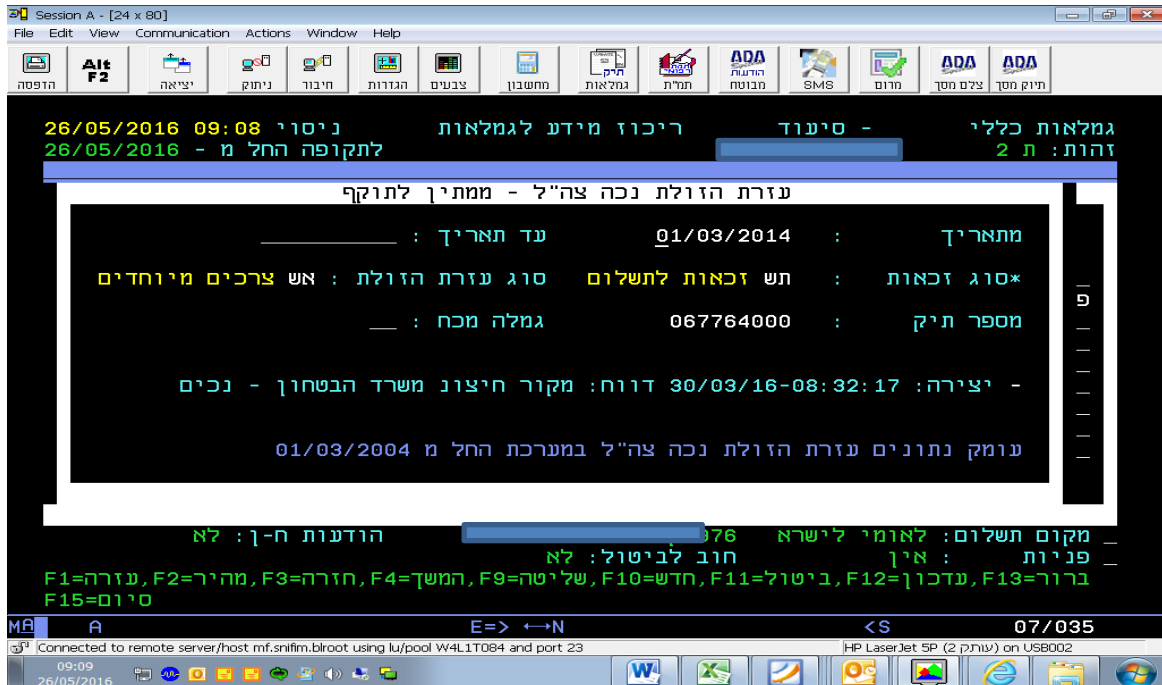 Session A - [24 x 80]
File Edit View Communication Actions Window Help
הדפסה Alt F2 יציאה ניתוק חיבור הגדרות צבעים מחשבון תיק גמלאות תמ"ת ADA הודעות מבוטח SMS מרום ADA צלם מסך ADA תיוק מסך
גמלאות כללי - סיעוד ריכוז מידע לגמלאות ניסוי 26/05/2016 09:08
זהות: ת 2 לתקופה החל מ - 26/05/2016
עזרת הזולת נכה צה"ל - ממתין לתוקף
מתאריך : 01/03/2014 עד תאריך :
*סוג זכאות : תש זכאות לתשלום סוג עזרת הזולת : אש צרכים מיוחדים
פ
מספר תיק : 067764000 גמלה מכח :
- יצירה: 30/03/16-08:32:17 דווח: מקור חיצונ משרד הבטחון - נכים
עומק נתונים עזרת הזולת נכה צה"ל במערכת החל מ 01/03/2004
מקום תשלום: לאומי לישרא 976 הודעות ח-ן: לא
פניות : אין חוב לביטול: לא
F1=עזרה,F2=מהיר,F3=חזרה,F4=המשך,F9=שליטה,F10=חדש,F11=ביטול,F12=עדכון,F13=ברור
F15=סיום
MA A E=> ←→N <S 07/035
Connected to remote server/host mf.snifim.blroot using lu/pool W4L1T084 and port 23 HP LaserJet 5P (עותק 2) on USB002
09:09
26/05/2016